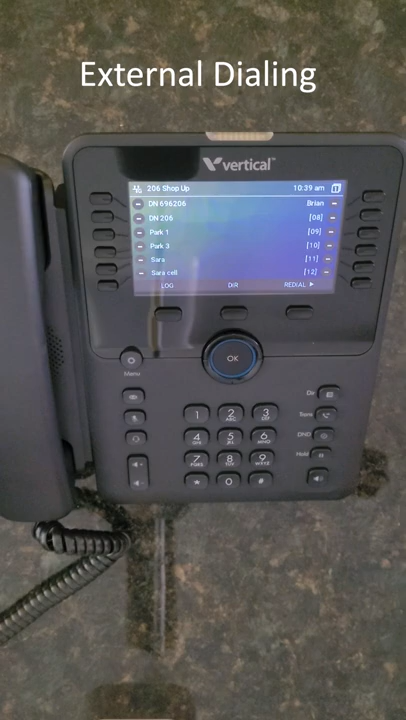 External Dialing
vertical
206 Shop Up 10:39 am
DN 696206 Brian
DN 206 [08]
Park 1 [09]
Park 3 [10]
Sara [11]
Sara cell [12]
LOG DIR REDIAL
OK
Menu
Dir
1 2 ABC 3 DEF
Trans
4 GHI 5 JKL 6 MNO
DND
7 PQRS 8 TUV 9 WXYZ
Hold
* 0 #